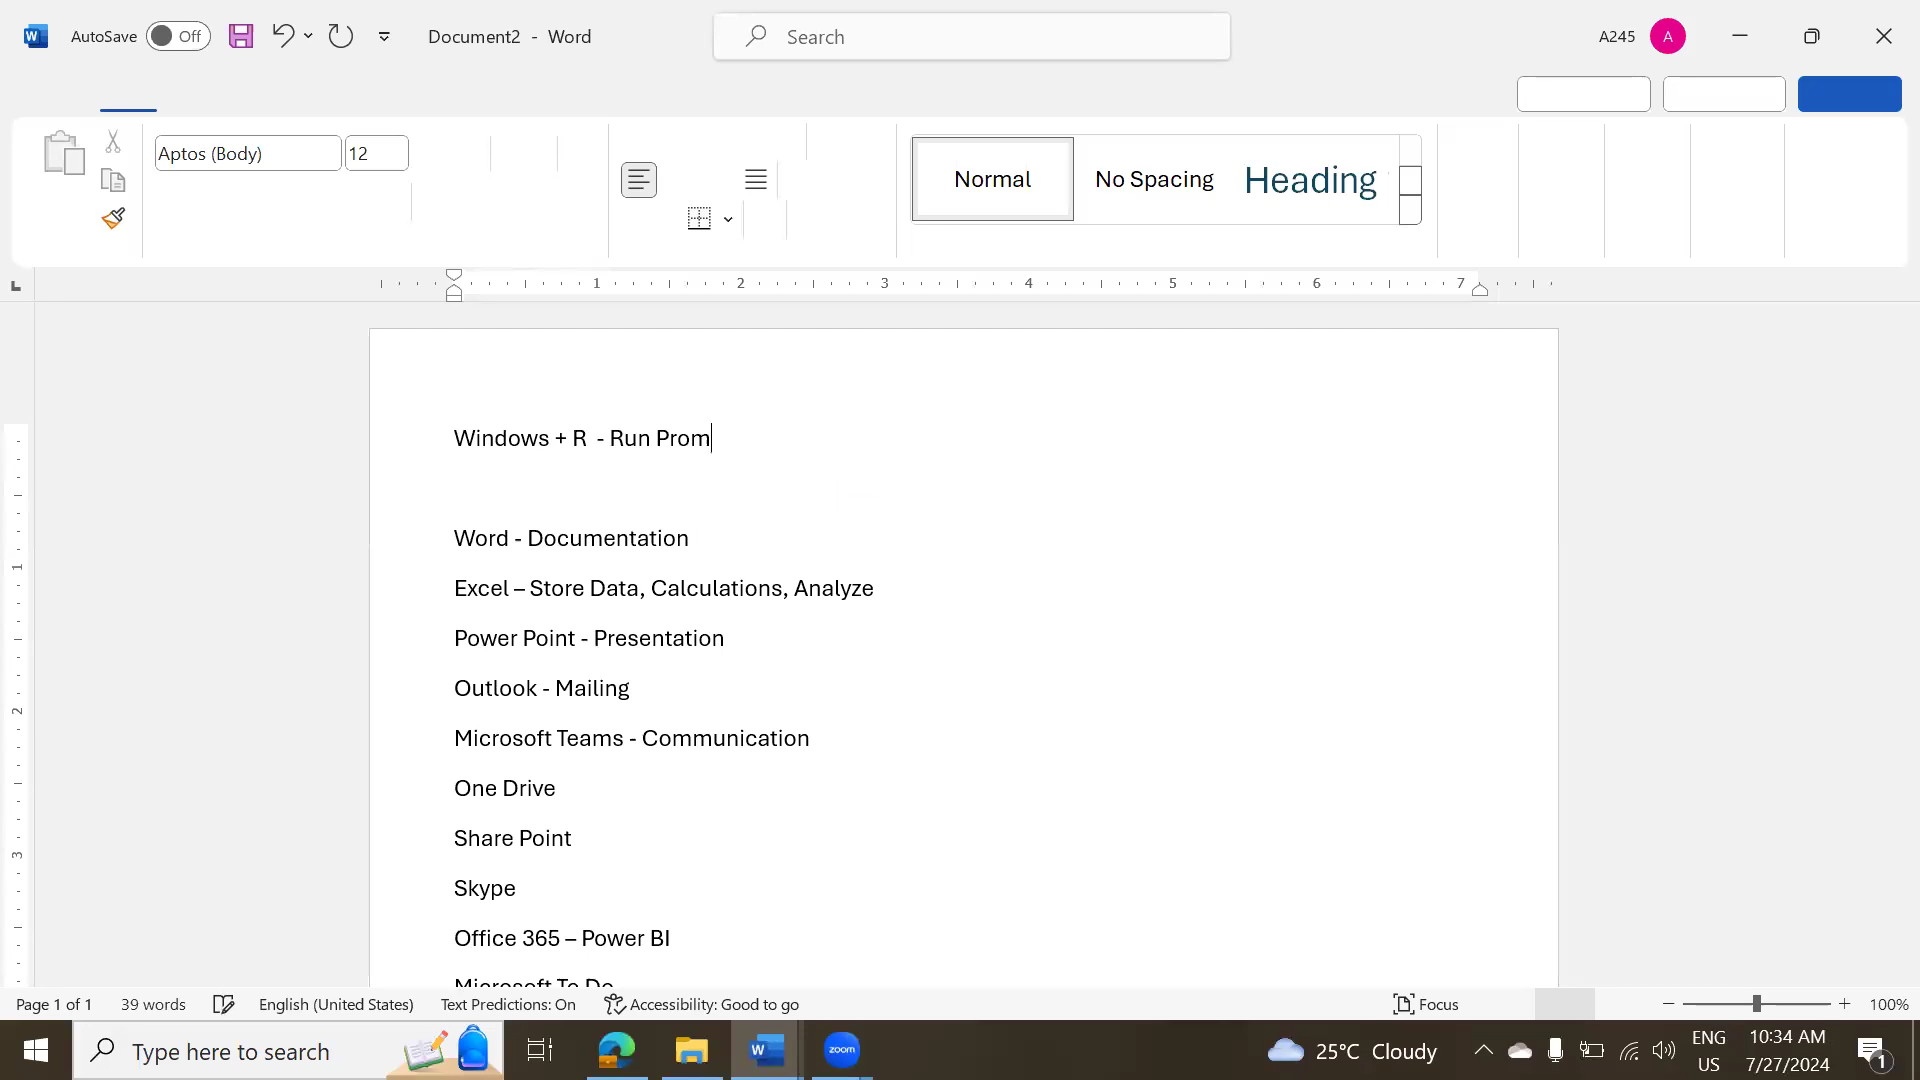 AutoSave Off Document2 - Word Search A245 A
Aptos (Body) 12 Normal No Spacing Heading
1 2 3 4 5 6 7
Windows + R  - Run Prom
Word - Documentation
Excel – Store Data, Calculations, Analyze
Power Point - Presentation
Outlook - Mailing
Microsoft Teams - Communication
One Drive
Share Point
Skype
Office 365 – Power BI
Microsoft To Do
1
2
3
Page 1 of 1 39 words English (United States) Text Predictions: On Accessibility: Good to go Focus 100%
Type here to search zoom 25°C Cloudy ENG US 10:34 AM 7/27/2024 1